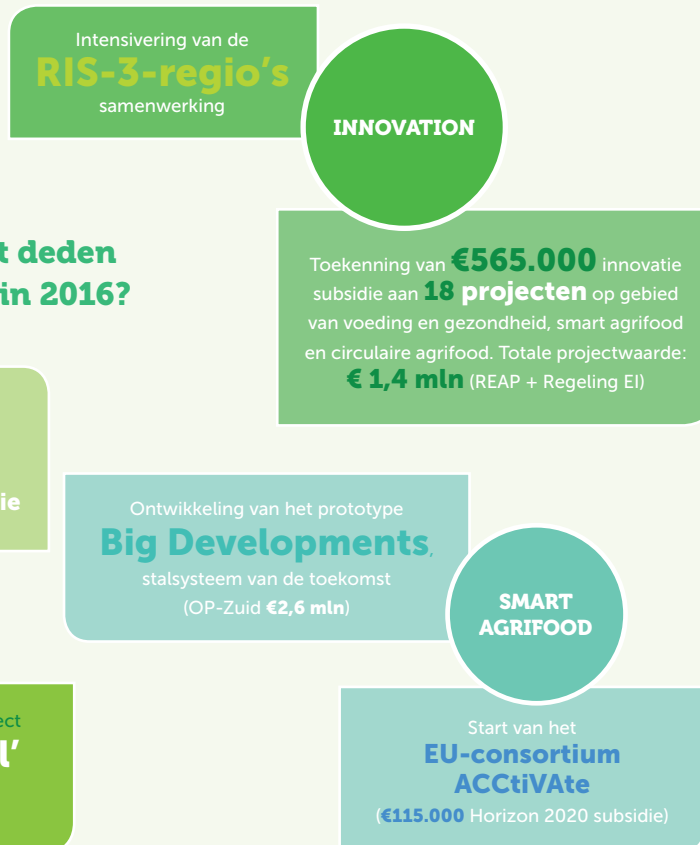 Intensivering van de
RIS-3-regio's
samenwerking
INNOVATION
t deden
in 2016?
Toekenning van €565.000 innovatie
subsidie aan 18 projecten op gebied
van voeding en gezondheid, smart agrifood
en circulaire agrifood. Totale projectwaarde:
€ 1,4 mln (REAP + Regeling EI)
ie
Ontwikkeling van het prototype
Big Developments,
stalsysteem van de toekomst
(OP-Zuid €2,6 mln)
SMART
AGRIFOOD
ect
l'
Start van het
EU-consortium
ACCtiVAte
(€115.000 Horizon 2020 subsidie)